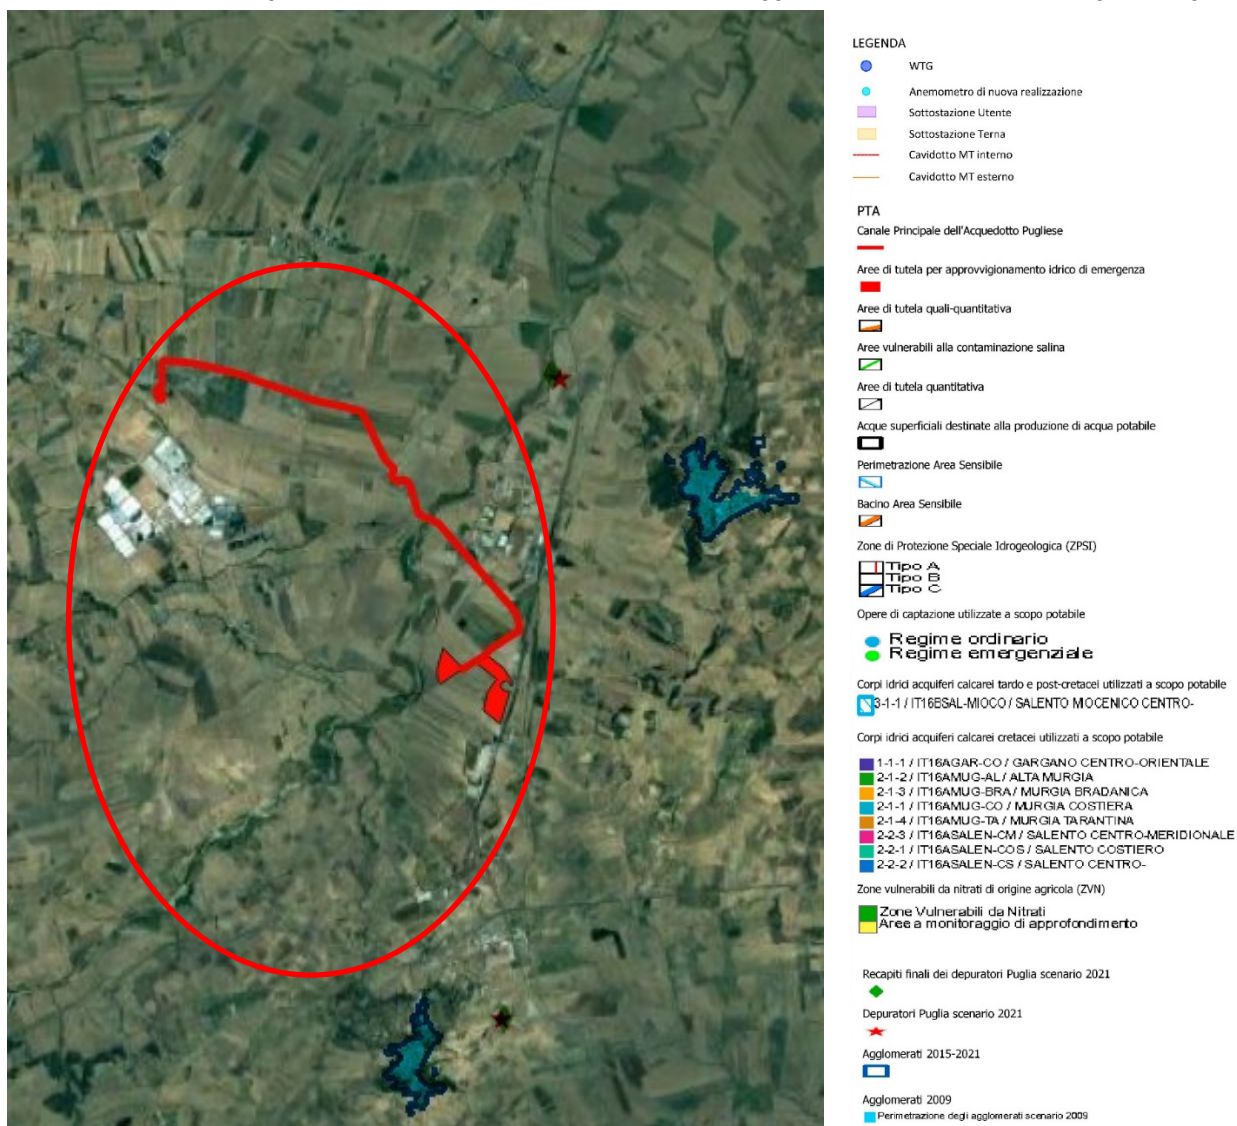 LEGENDA
WTG
Anemometro di nuova realizzazione
Sottostazione Utente
Sottostazione Terna
Cavidotto MT interno
Cavidotto MT esterno
PTA
Canale Principale dell'Acquedotto Pugliese
Aree di tutela per approvvigionamento idrico di emergenza
Aree di tutela quali-quantitativa
Aree vulnerabili alla contaminazione salina
Aree di tutela quantitativa
Acque superficiali destinate alla produzione di acqua potabile
Perimetrazione Area Sensibile
Bacino Area Sensibile
Zone di Protezione Speciale Idrogeologica (ZPSI)
Tipo A
Tipo B
Tipo C
Opere di captazione utilizzate a scopo potabile
Regime ordinario
Regime emergenziale
Corpi idrici acquiferi calcarei tardo e post-cretacei utilizzati a scopo potabile
3-1-1 / IT16BSAL-MIOCO / SALENTO MIOCENICO CENTRO-
Corpi idrici acquiferi calcarei cretacei utilizzati a scopo potabile
1-1-1 / IT16AGAR-CO / GARGANO CENTRO-ORIENTALE
2-1-2 / IT16AMUG-AL / ALTA MURGIA
2-1-3 / IT16AMUG-BRA / MURGIA BRADANICA
2-1-1 / IT16AMUG-CO / MURGIA COSTIERA
2-1-4 / IT16AMUG-TA / MURGIA TARANTINA
2-2-3 / IT16ASALEN-CM / SALENTO CENTRO-MERIDIONALE
2-2-1 / IT16ASALEN-COS / SALENTO COSTIERO
2-2-2 / IT16ASALEN-CS / SALENTO CENTRO-
Zone vulnerabili da nitrati di origine agricola (ZVN)
Zone Vulnerabili da Nitrati
Aree a monitoraggio di approfondimento
Recapiti finali dei depuratori Puglia scenario 2021
Depuratori Puglia scenario 2021
Agglomerati 2015-2021
Agglomerati 2009
Perimetrazione degli agglomerati scenario 2009